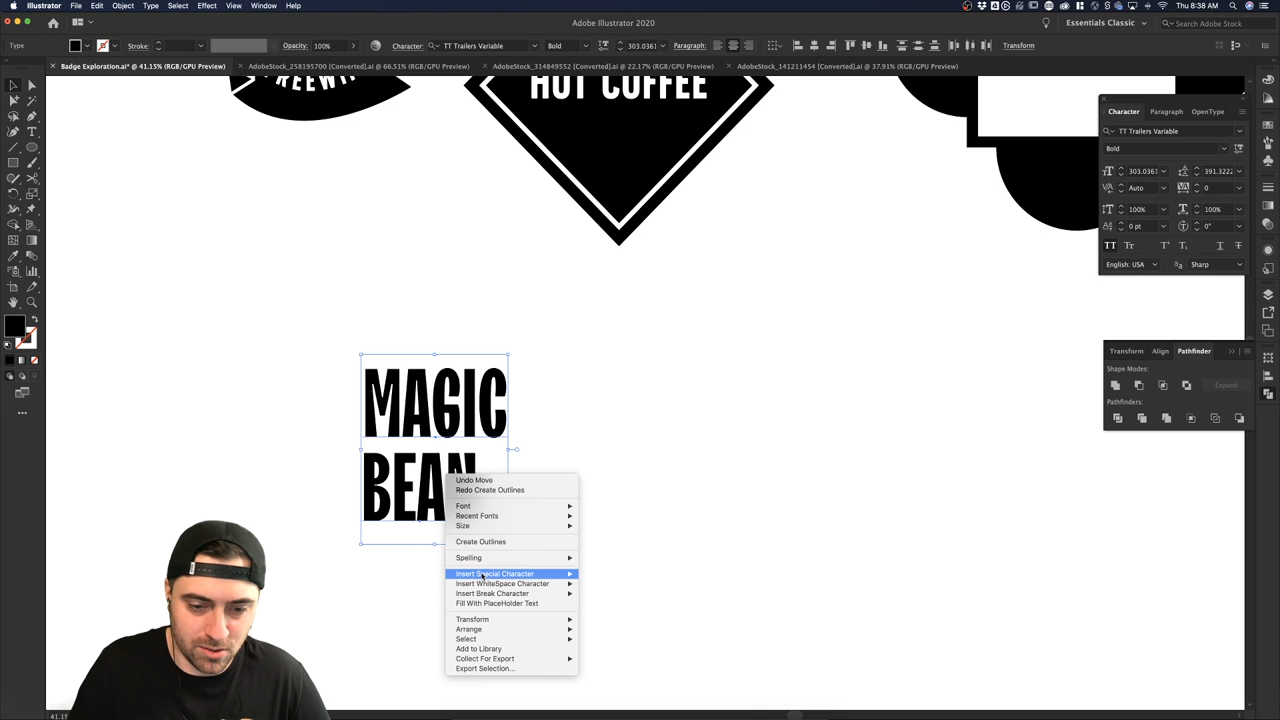 Illustrator File Edit Object Type Select Effect View Window Help Thu 8:38 AM
Adobe Illustrator 2020 Essentials Classic Search Adobe Stock
Type Stroke: Opacity: 100% Character: TT Trailers Variable Bold 303.0361 Paragraph: Transform
Badge Exploration.ai* @ 41.15% (RGB/GPU Preview) AdobeStock_258195700 [Converted].ai @ 66.51% (RGB/GPU Preview) AdobeStock_314849552 [Converted].ai @ 22.17% (RGB/GPU Preview) AdobeStock_141211454 [Converted].ai @ 37.91% (RGB/GPU Preview)
HOT COFFEE
Character Paragraph OpenType
TT Trailers Variable
Bold
303.0361 391.3222
Auto 0
100% 100%
0 pt 0°
English: USA Sharp
Transform Align Pathfinder
Shape Modes:
Expand
Pathfinders:
MAGIC
BEAN
Undo Move
Redo Create Outlines
Font
Recent Fonts
Size
Create Outlines
Spelling
Insert Special Character
Insert WhiteSpace Character
Insert Break Character
Fill With PlaceHolder Text
Transform
Arrange
Select
Add to Library
Collect For Export
Export Selection...
41.15